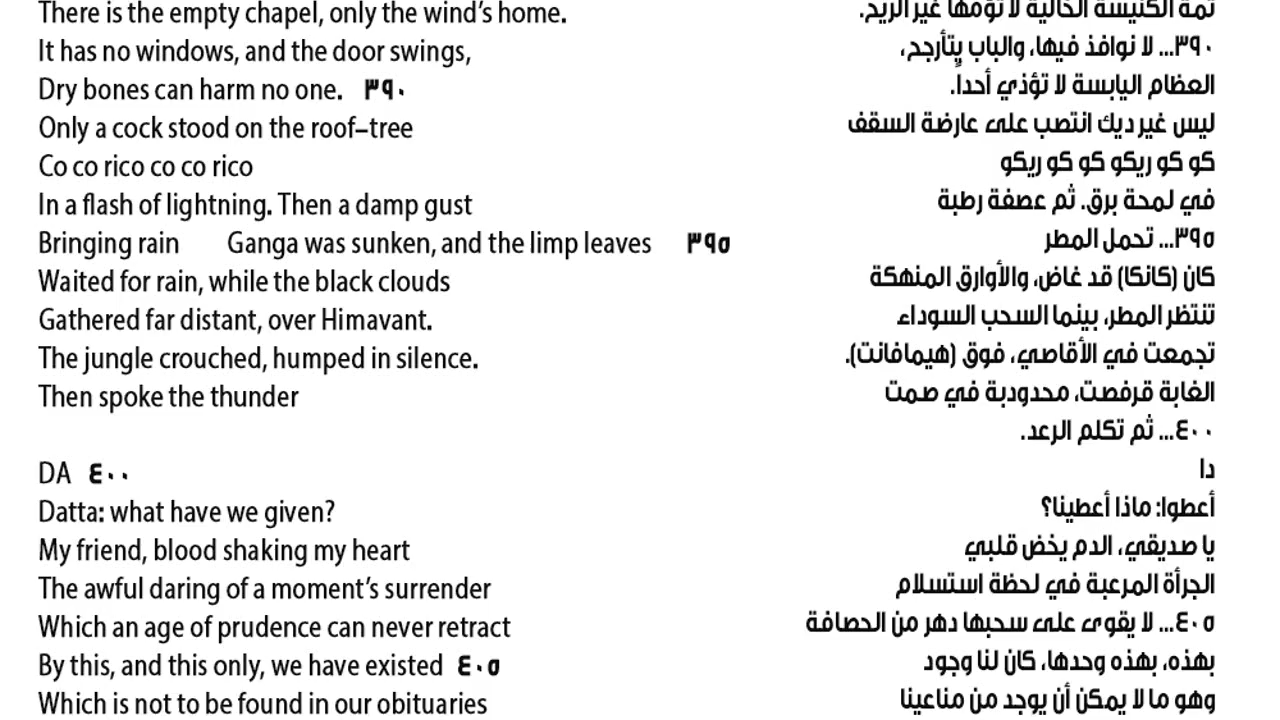 There is the empty chapel, only the wind's home.
It has no windows, and the door swings,
Dry bones can harm no one. ٣٩٠
Only a cock stood on the roof–tree
Co co rico co co rico
In a flash of lightning. Then a damp gust
Bringing rain Ganga was sunken, and the limp leaves ٣٩٥
Waited for rain, while the black clouds
Gathered far distant, over Himavant.
The jungle crouched, humped in silence.
Then spoke the thunder
DA ٤٠٠
Datta: what have we given?
My friend, blood shaking my heart
The awful daring of a moment's surrender
Which an age of prudence can never retract
By this, and this only, we have existed ٤٠٥
Which is not to be found in our obituaries
ثمة الكنيسة الخالية لا تؤمها غير الريح.
٣٩٠... لا نوافذ فيها، والباب يتأرجح،
العظام اليابسة لا تؤذي أحداً.
ليس غير ديك انتصب على عارضة السقف
كو كو ريكو كو كو ريكو
في لمحة برق. ثم عصفة رطبة
٣٩٥... تحمل المطر
كان (كانكا) قد غاض، والأوارق المنهكة
تنتظر المطر، بينما السحب السوداء
تجمعت في الأقاصي، فوق (هيمافانت).
الغابة قرفصت، محدودبة في صمت
٤٠٠... ثم تكلم الرعد.
دا
أعطوا: ماذا أعطينا؟
يا صديقي، الدم يخض قلبي
الجرأة المرعبة في لحظة استسلام
٤٠٥... لا يقوى على سحبها دهر من الحصافة
بهذه، بهذه وحدها، كان لنا وجود
وهو ما لا يمكن أن يوجد من مناعينا